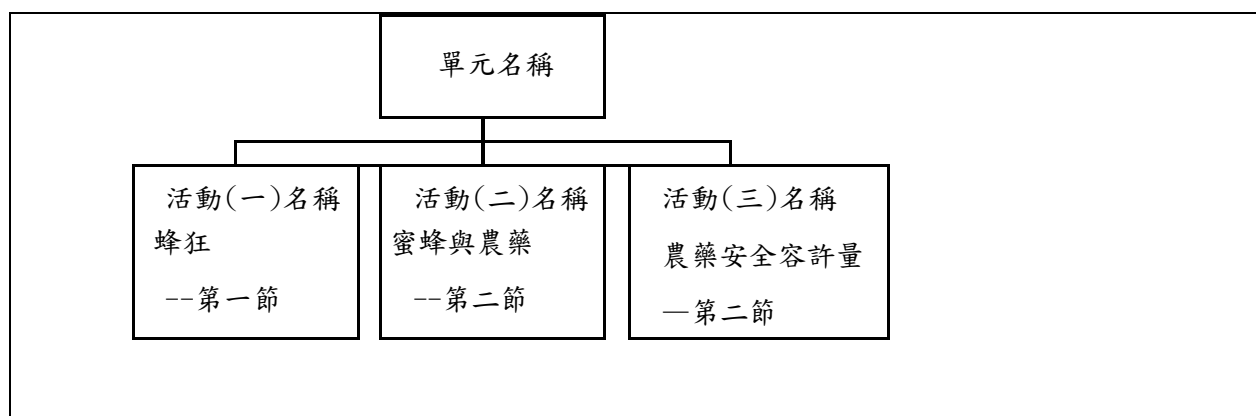 單元名稱
活動(一)名稱
蜂狂
--第一節
活動(二)名稱
蜜蜂與農藥
--第二節
活動(三)名稱
農藥安全容許量
—第二節